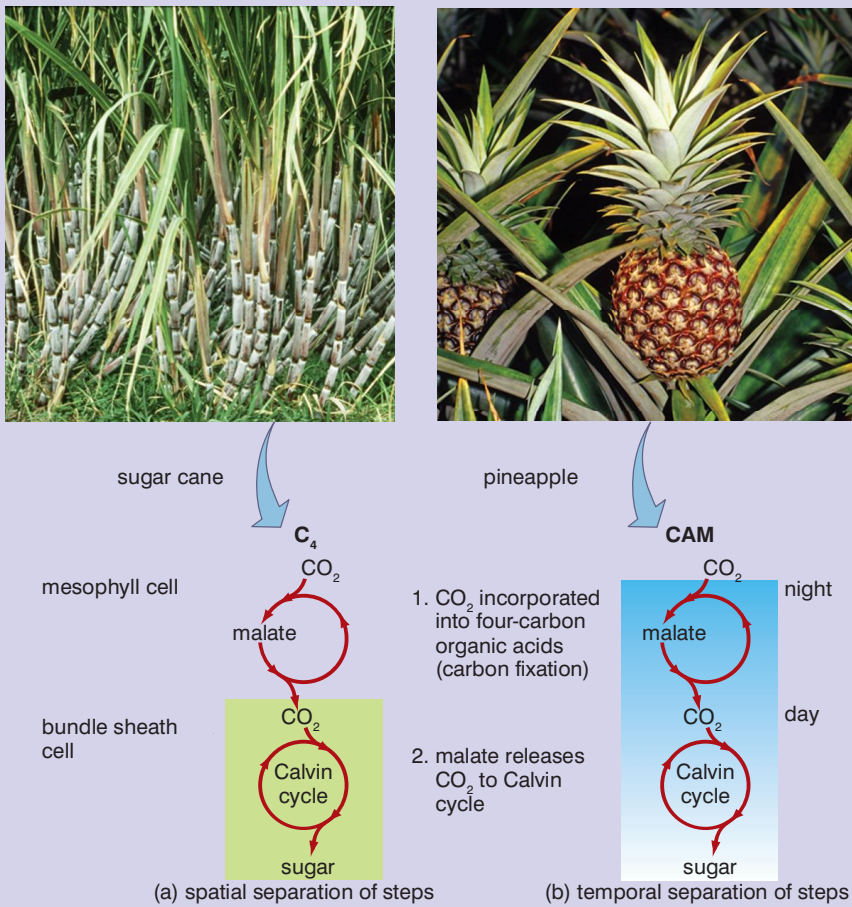 sugar cane
pineapple
C₄
CO₂
mesophyll cell
malate
CO₂
bundle sheath
cell
Calvin
cycle
sugar
(a) spatial separation of steps
1. CO₂ incorporated
into four-carbon
organic acids
(carbon fixation)
2. malate releases
CO₂ to Calvin
cycle
CAM
CO₂
night
malate
CO₂
day
Calvin
cycle
sugar
(b) temporal separation of steps